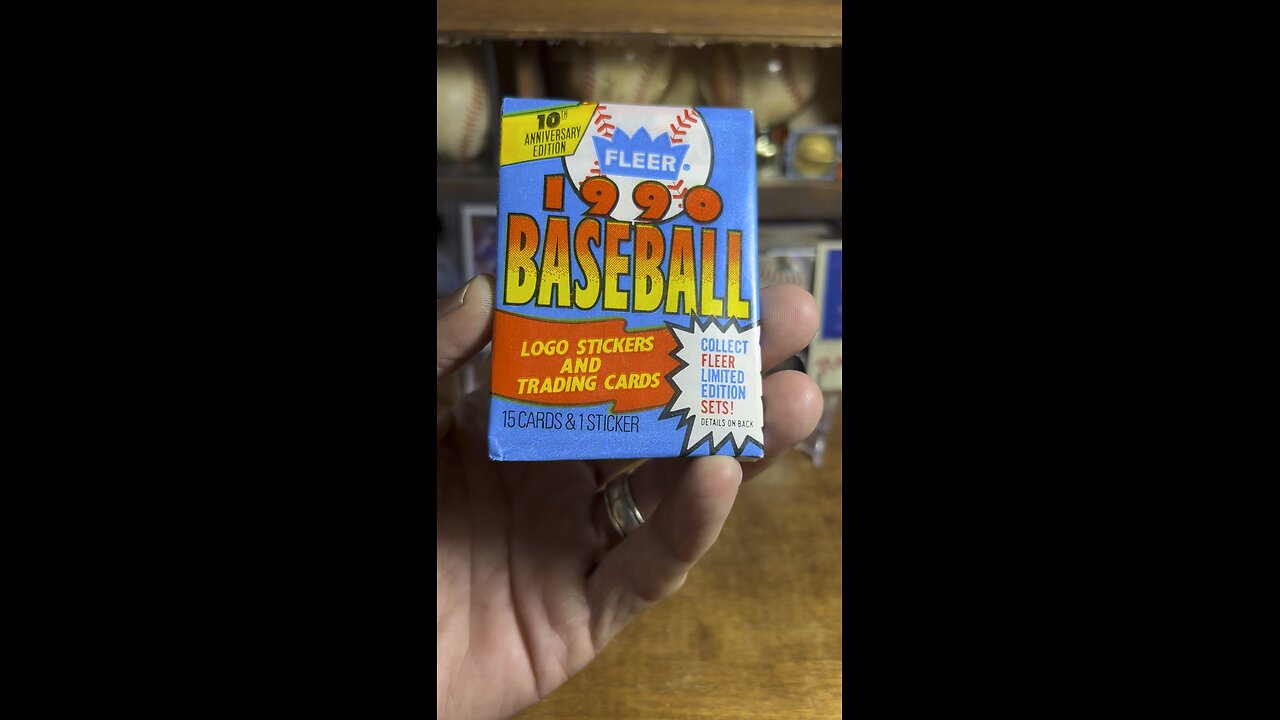 10TH
ANNIVERSARY
EDITION
FLEER®
1990
BASEBALL
LOGO STICKERS
AND
TRADING CARDS
15 CARDS & 1 STICKER
COLLECT
FLEER
LIMITED
EDITION
SETS!
DETAILS ON BACK